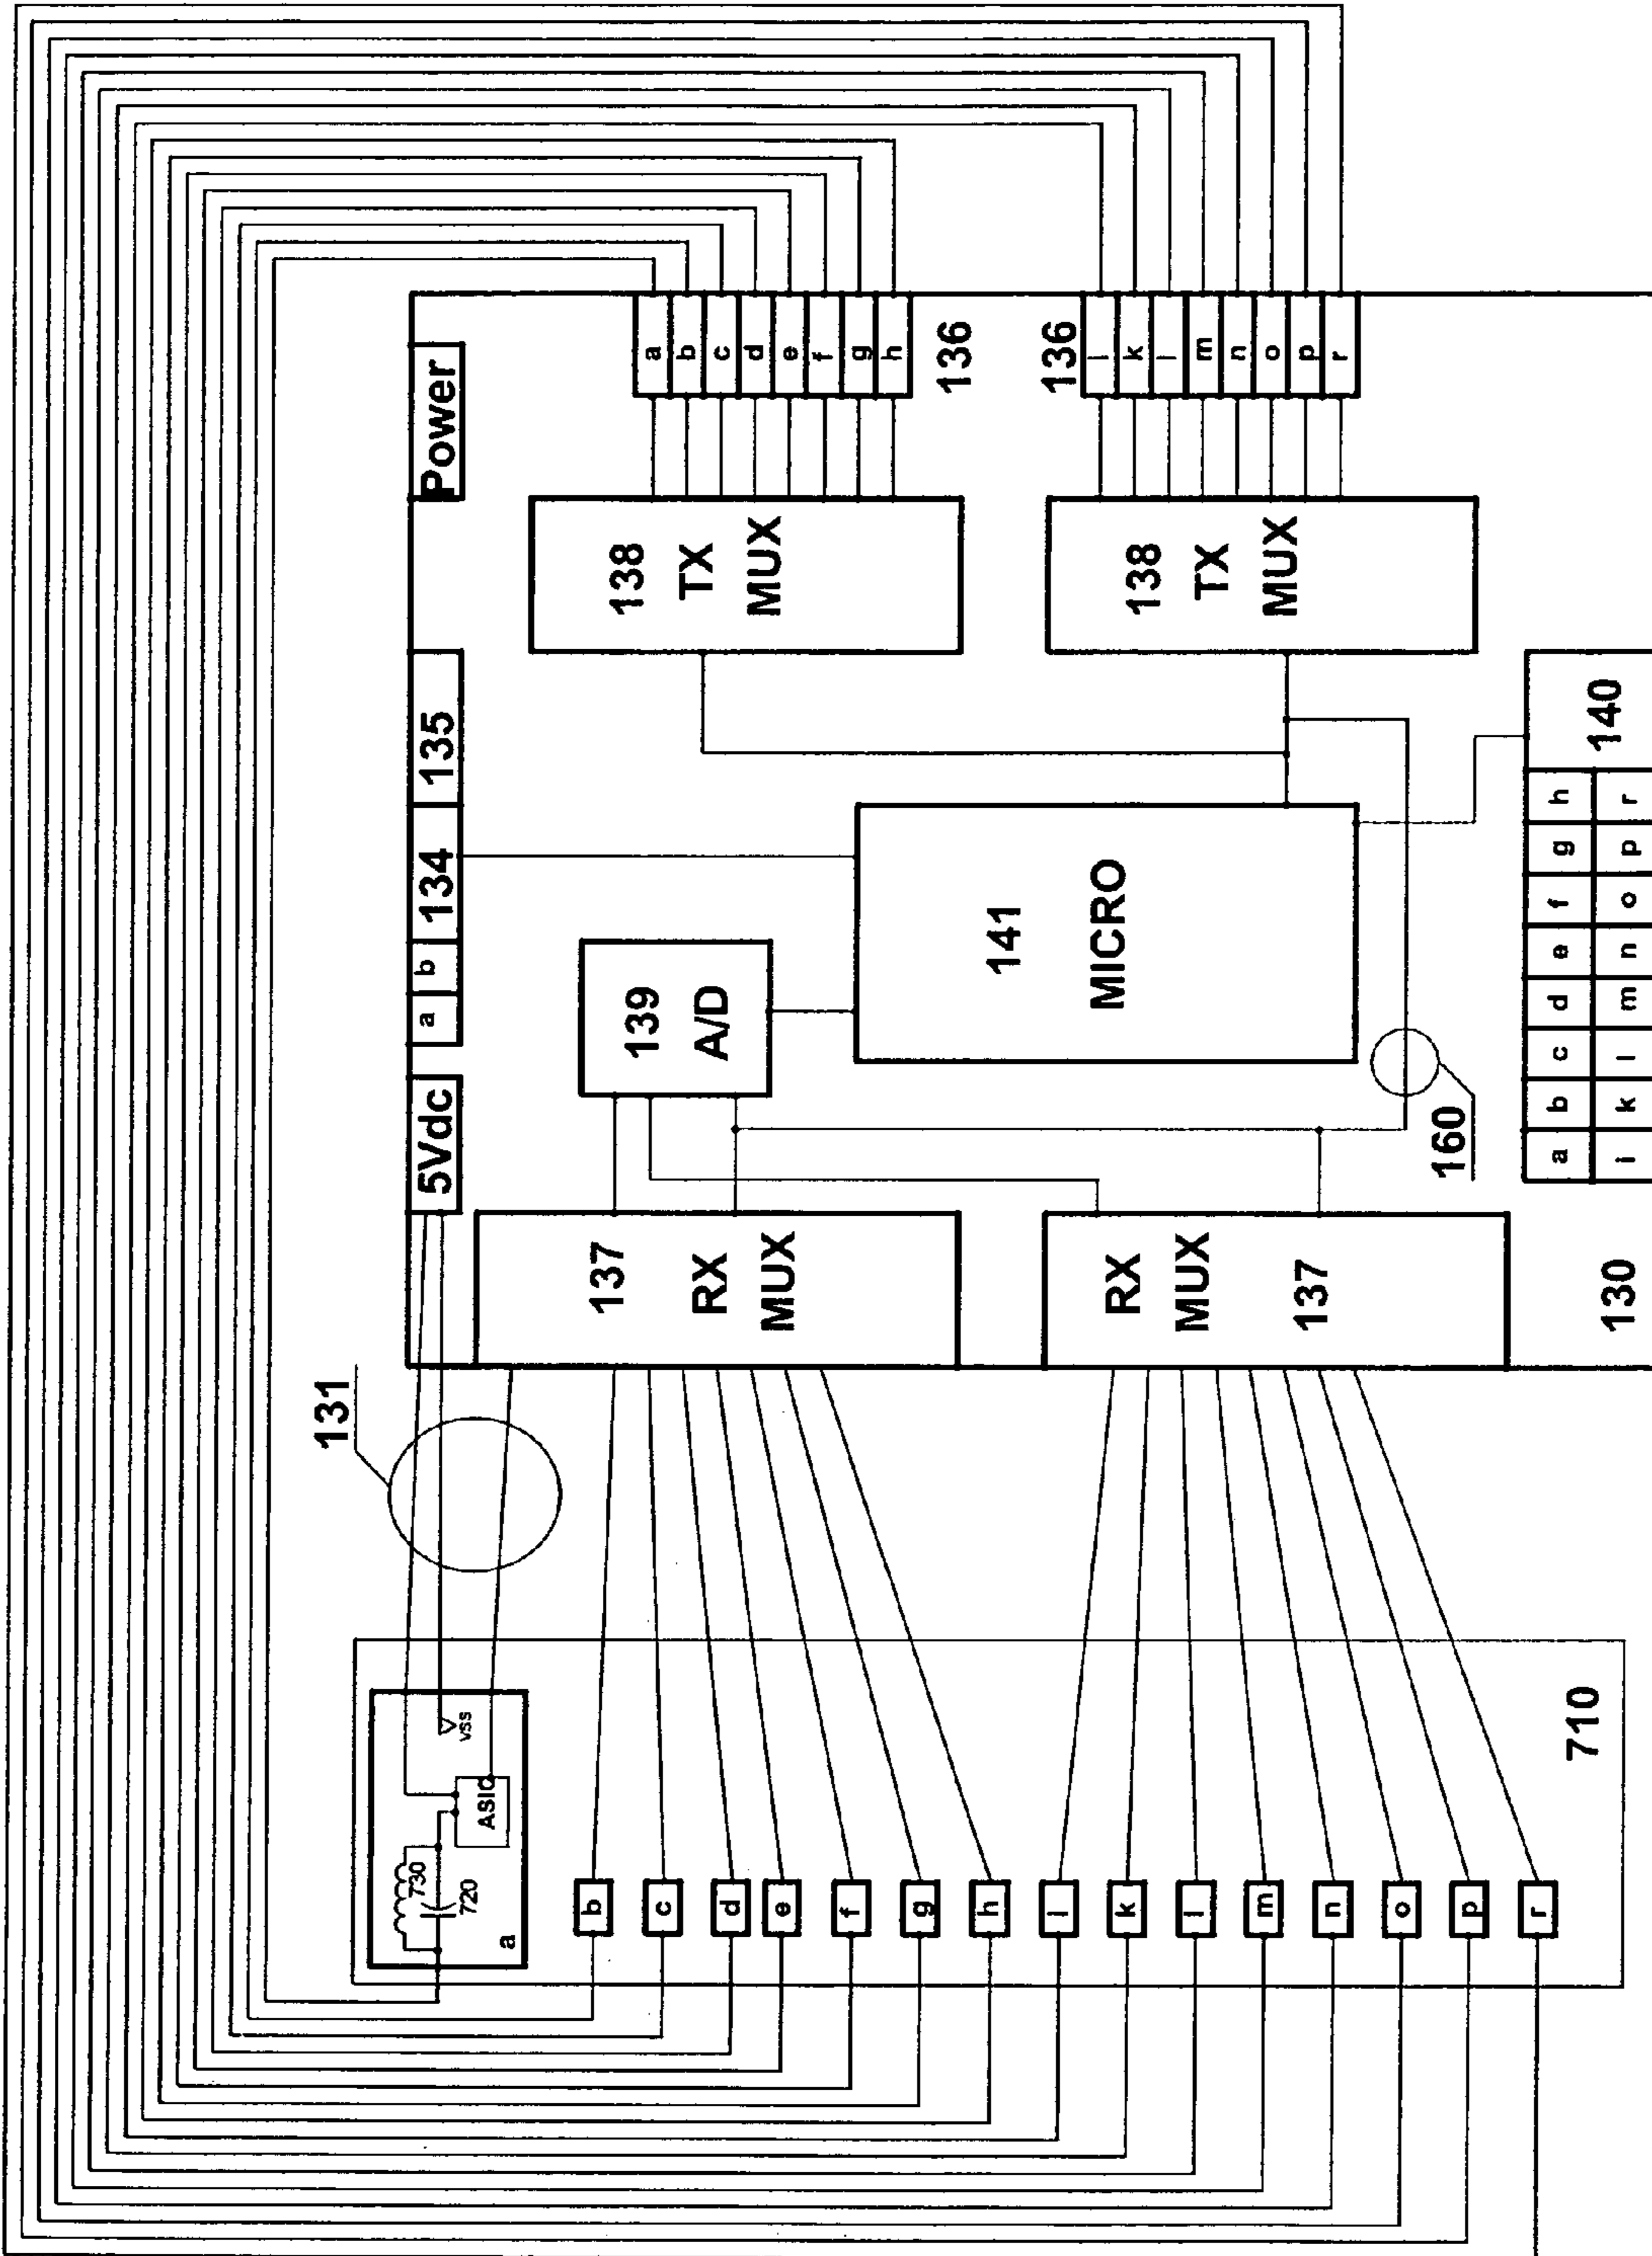 131
730
720
ASIC
VSS
a
b
c
d
e
f
g
h
l
k
l
m
n
o
p
r
710
5Vdc
a b 134 135
Power
137
RX
MUX
RX
MUX
137
139
A/D
141
MICRO
138
TX
MUX
138
TX
MUX
a
b
c
d
e
f
g
h
136
136
l
k
l
m
n
o
p
r
160
130
a b c d e f g h
i k l m n o p r
140